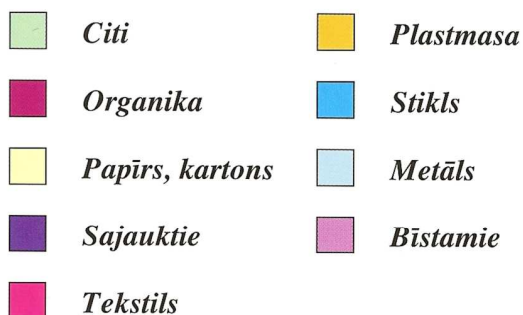 Citi
Organika
Papīrs, kartons
Sajauktie
Tekstils
Plastmasa
Stikls
Metāls
Bīstamie